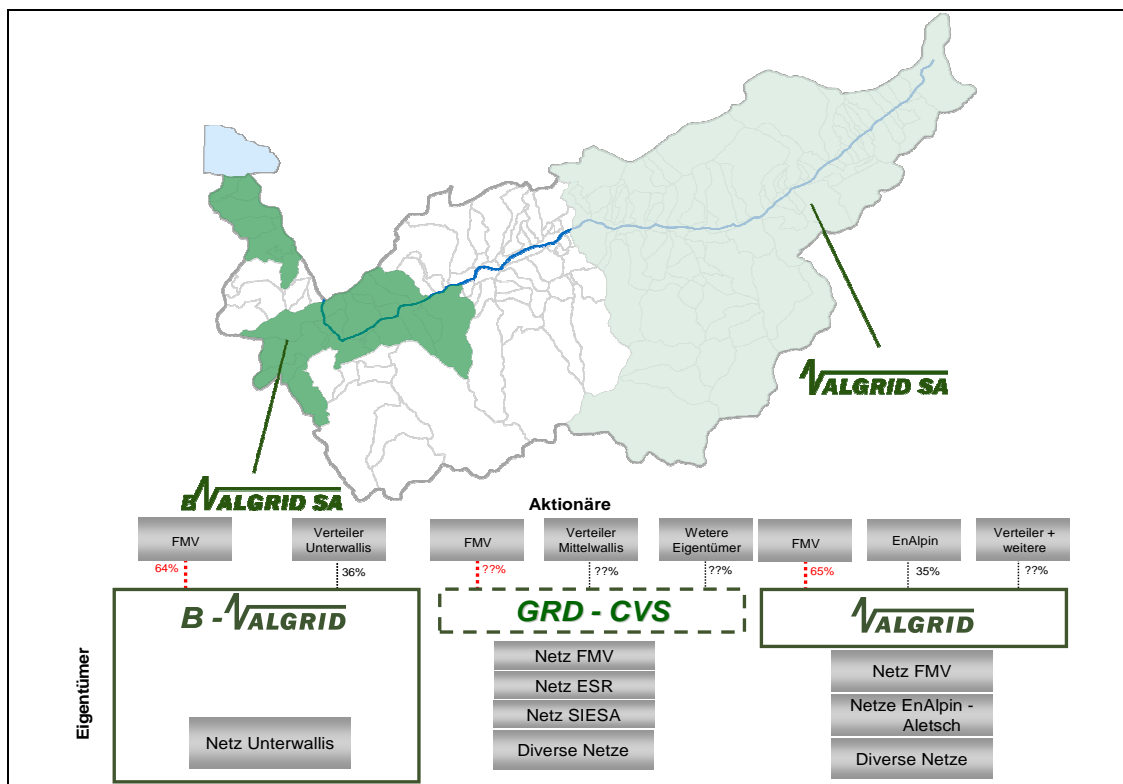 VALGRID SA
BVALGRID SA
Aktionäre
FMV
Verteiler
Unterwallis
FMV
Verteiler
Mittelwallis
Wetere
Eigentümer
FMV
EnAlpin
Verteiler +
weitere
64%
36%
??%
??%
??%
65%
35%
??%
B - VALGRID
GRD - CVS
VALGRID
Eigentümer
Netz Unterwallis
Netz FMV
Netz ESR
Netz SIESA
Diverse Netze
Netz FMV
Netze EnAlpin -
Aletsch
Diverse Netze